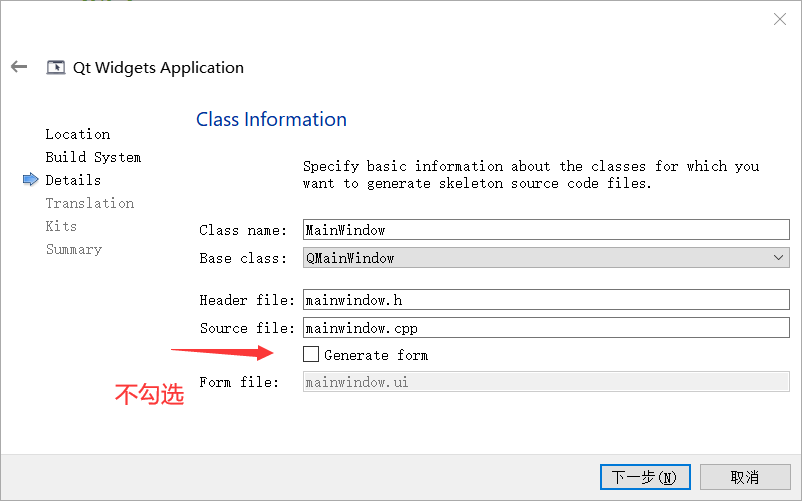 Qt Widgets Application
Class Information
Location
Build System
Details
Translation
Kits
Summary
Specify basic information about the classes for which you
want to generate skeleton source code files.
Class name: MainWindow
Base class: QMainWindow
Header file: mainwindow.h
Source file: mainwindow.cpp
Generate form
不勾选
Form file: mainwindow.ui
下一步(N)
取消